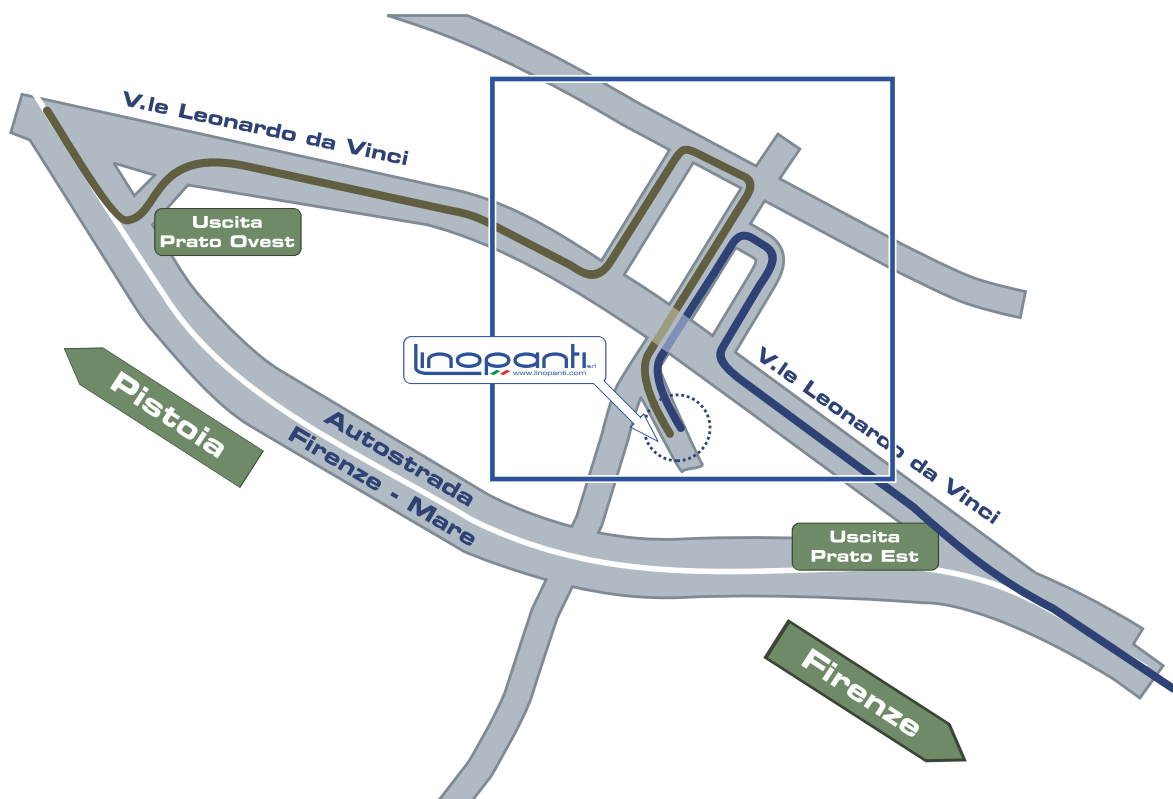 V.le Leonardo da Vinci
Uscita
Prato Ovest
linopanti srl
www.linopanti.com
Pistoia
Autostrada
Firenze - Mare
V.le Leonardo da Vinci
Uscita
Prato Est
Firenze